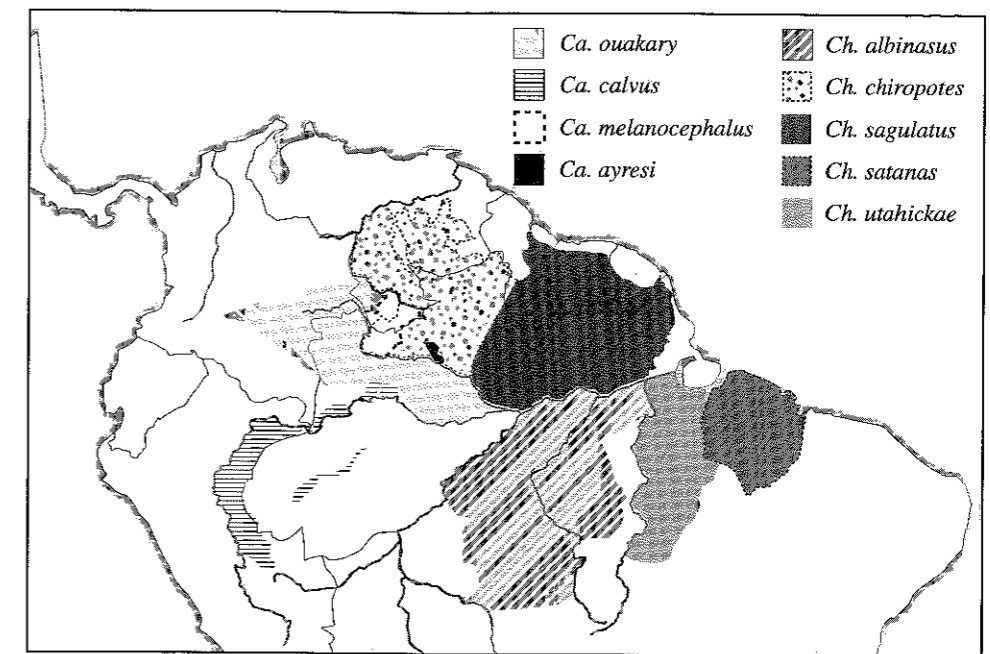 Ca. ouakary
Ca. calvus
Ca. melanocephalus
Ca. ayresi
Ch. albinasus
Ch. chiropotes
Ch. sagulatus
Ch. satanas
Ch. utahickae